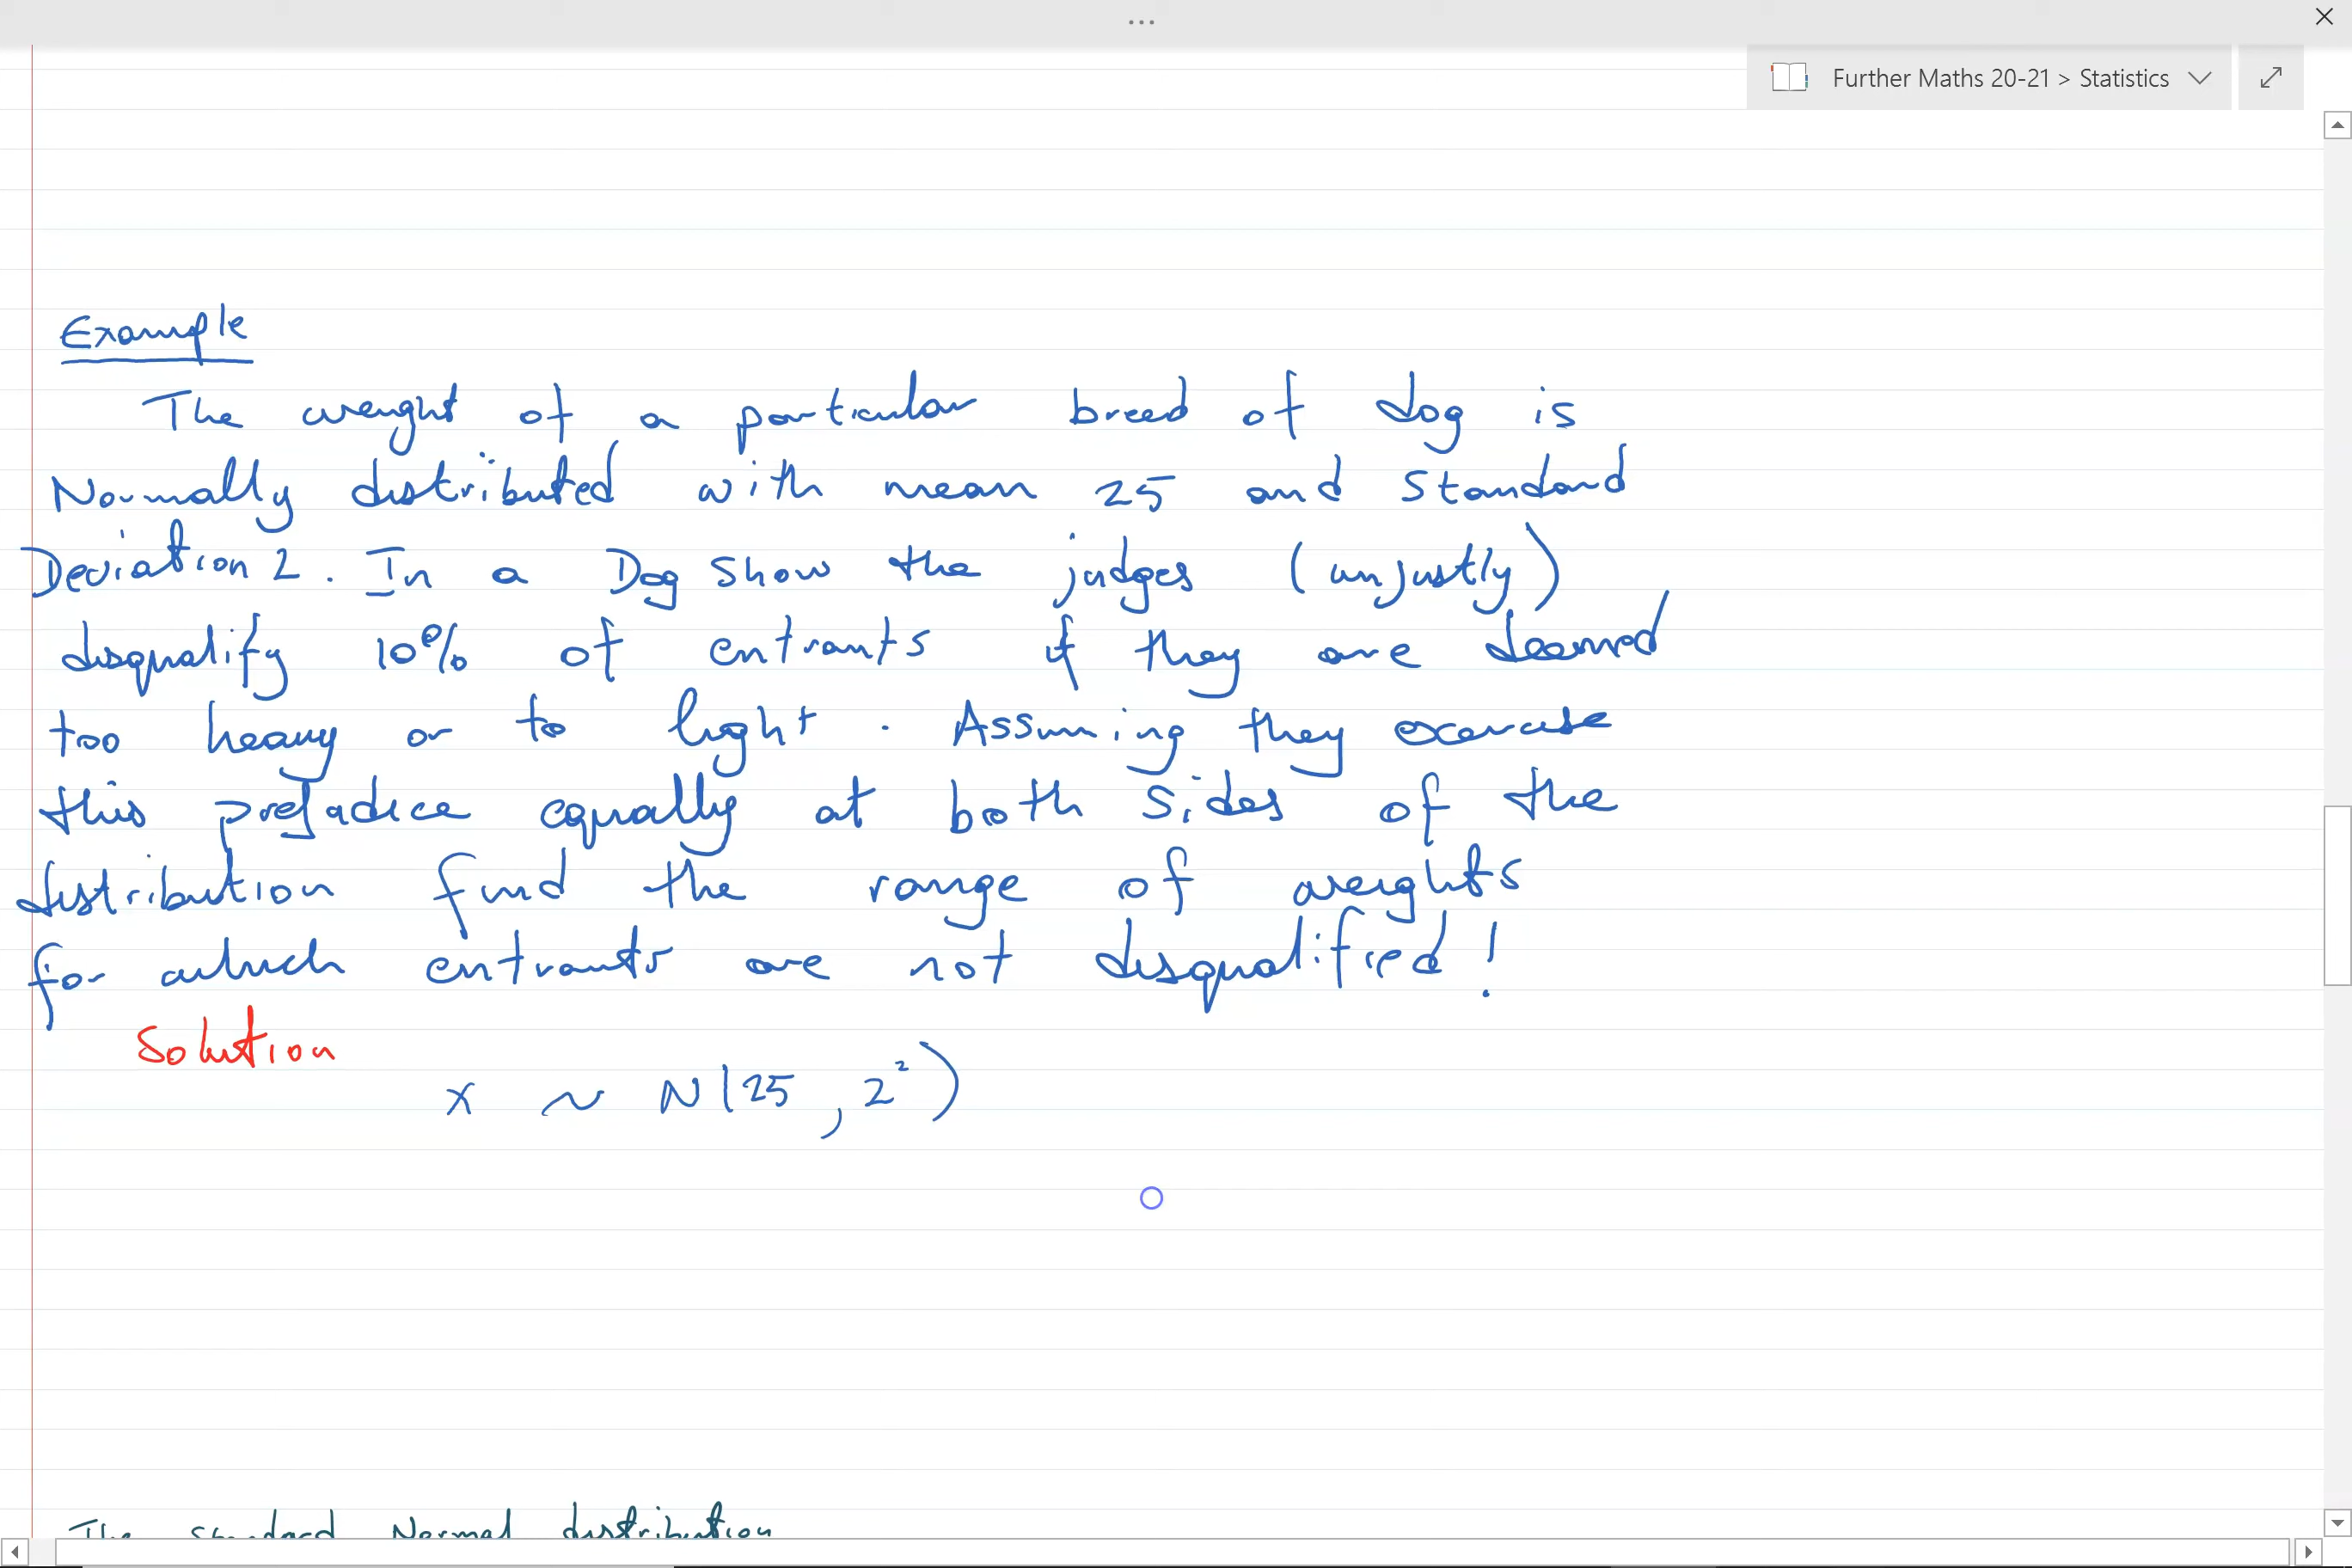 Further Maths 20-21 > Statistics
Example
The weight of a particular breed of dog is
Normally distributed with mean 25 and standard
Deviation 2. In a Dog show the judges (unjustly)
disqualify 10% of entrants if they are deemed
too heavy or to light. Assuming they exercise
this prejudice equally at both sides of the
distribution find the range of weights
for which entrants are not disqualified!
Solution
x ~ N(25, 2²)
The standard Normal distribution